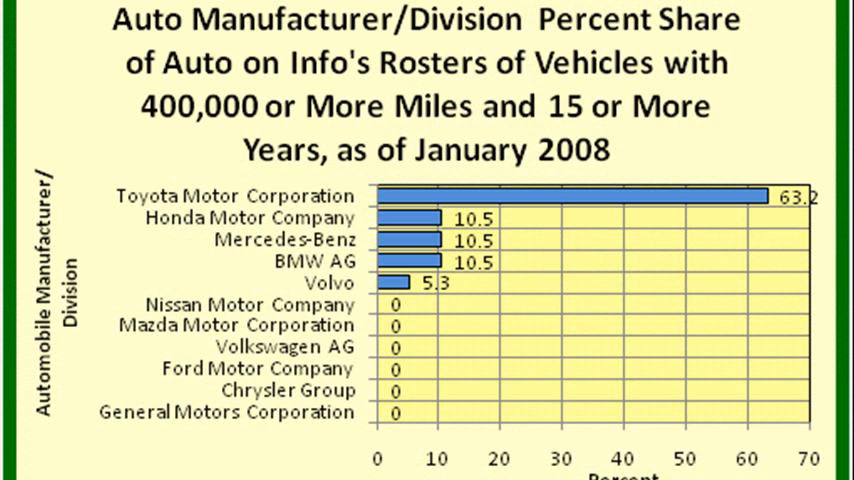 Auto Manufacturer/Division Percent Share
of Auto on Info's Rosters of Vehicles with
400,000 or More Miles and 15 or More
Years, as of January 2008
Automobile Manufacturer/
Division
Toyota Motor Corporation 63.2
Honda Motor Company 10.5
Mercedes-Benz 10.5
BMW AG 10.5
Volvo 5.3
Nissan Motor Company 0
Mazda Motor Corporation 0
Volkswagen AG 0
Ford Motor Company 0
Chrysler Group 0
General Motors Corporation 0
0 10 20 30 40 50 60 70
Percent